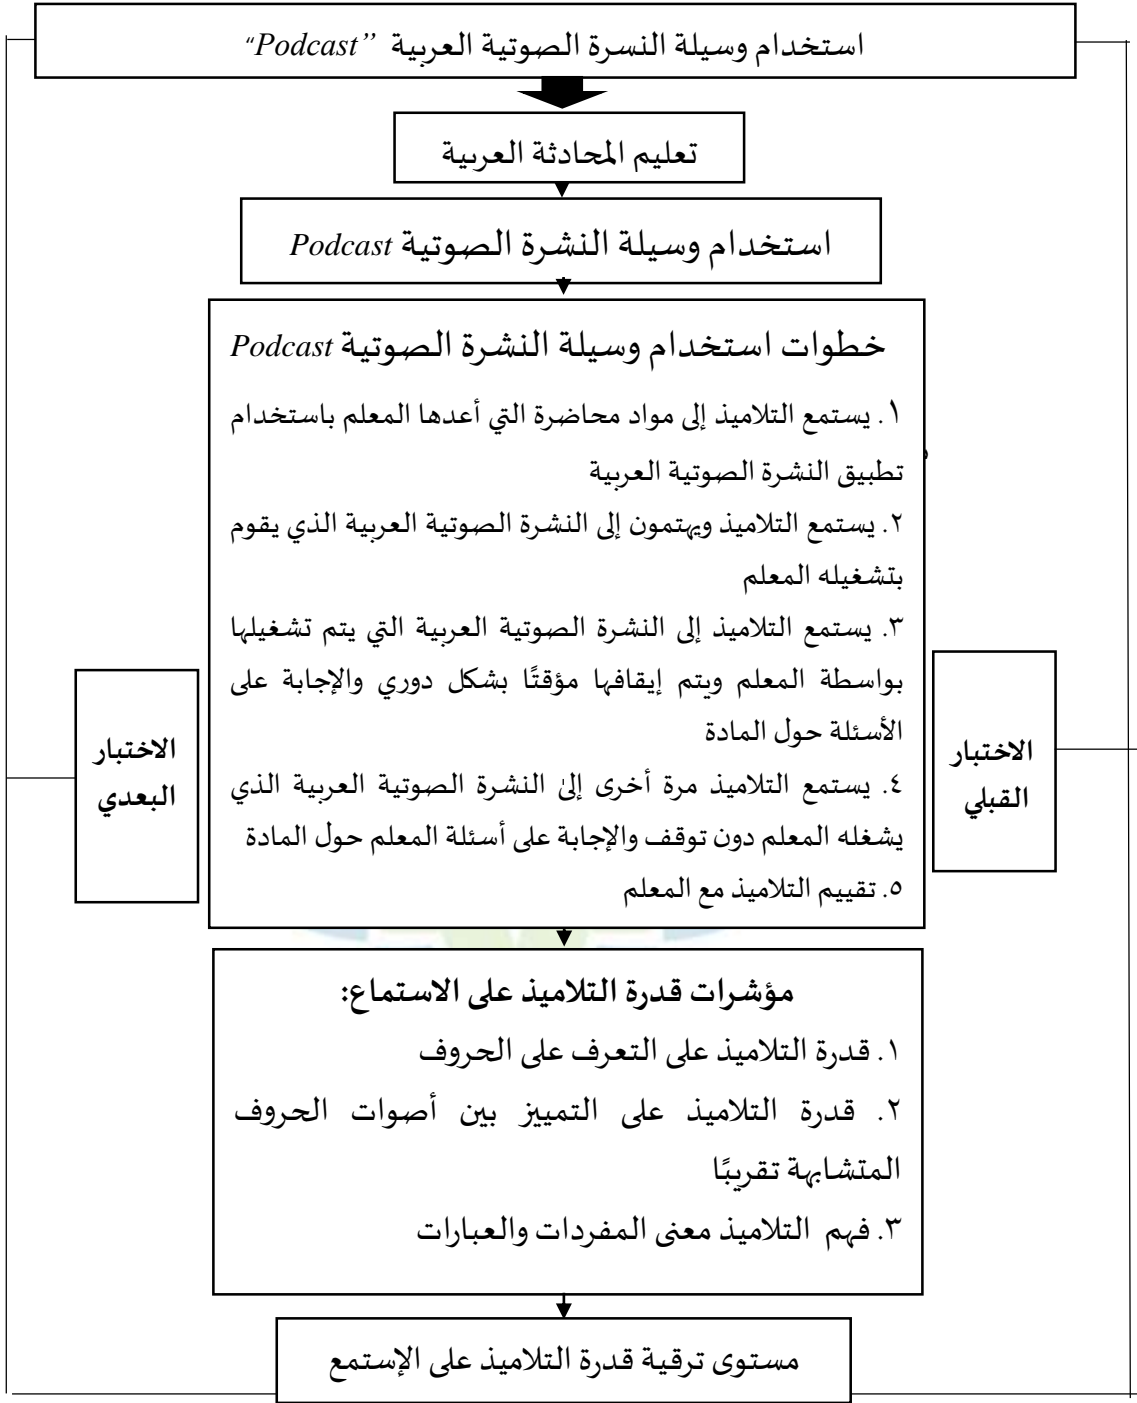 استخدام وسيلة النسرة الصوتية العربية "Podcast“
تعليم المحادثة العربية
استخدام وسيلة النشرة الصوتية Podcast
خطوات استخدام وسيلة النشرة الصوتية Podcast
١. يستمع التلاميذ إلى مواد محاضرة التي أعدها المعلم باستخدام
تطبيق النشرة الصوتية العربية
٢. يستمع التلاميذ ويهتمون إلى النشرة الصوتية العربية الذي يقوم
بتشغيله المعلم
٣. يستمع التلاميذ إلى النشرة الصوتية العربية التي يتم تشغيلها
بواسطة المعلم ويتم إيقافها مؤقتًا بشكل دوري والإجابة على
الأسئلة حول المادة
٤. يستمع التلاميذ مرة أخرى إلىٰ النشرة الصوتية العربية الذي
يشغله المعلم دون توقف والإجابة على أسئلة المعلم حول المادة
٥. تقييم التلاميذ مع المعلم
الاختبار
القبلي
الاختبار
البعدي
مؤشرات قدرة التلاميذ على الاستماع:
١. قدرة التلاميذ على التعرف على الحروف
٢. قدرة التلاميذ على التمييز بين أصوات الحروف
المتشابهة تقريبًا
٣. فهم التلاميذ معنى المفردات والعبارات
مستوى ترقية قدرة التلاميذ على الإستمع